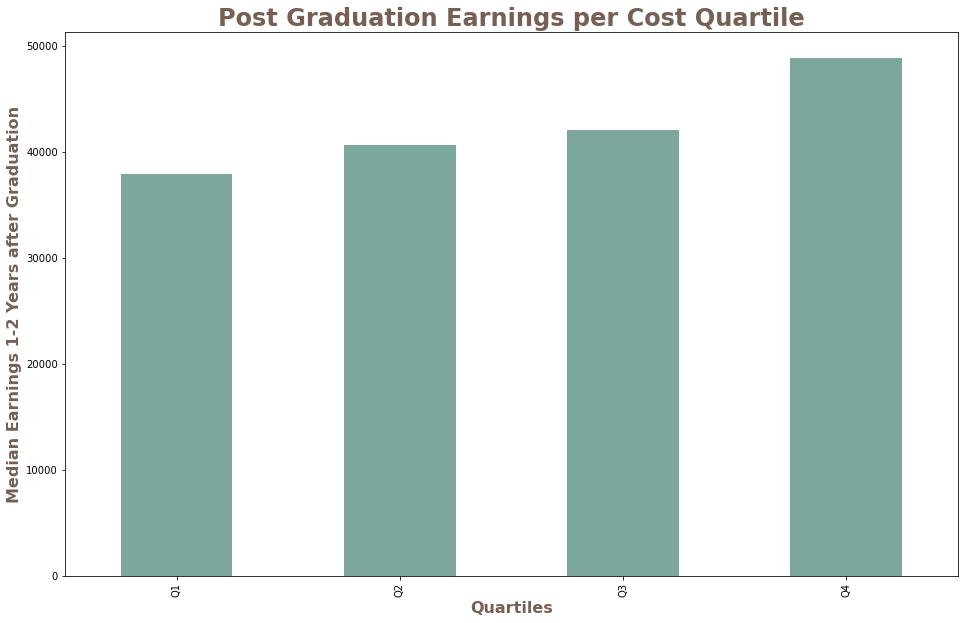 Post Graduation Earnings per Cost Quartile
Median Earnings 1-2 Years after Graduation
50000
40000
30000
20000
10000
0
Q1
Q2
Q3
Q4
Quartiles